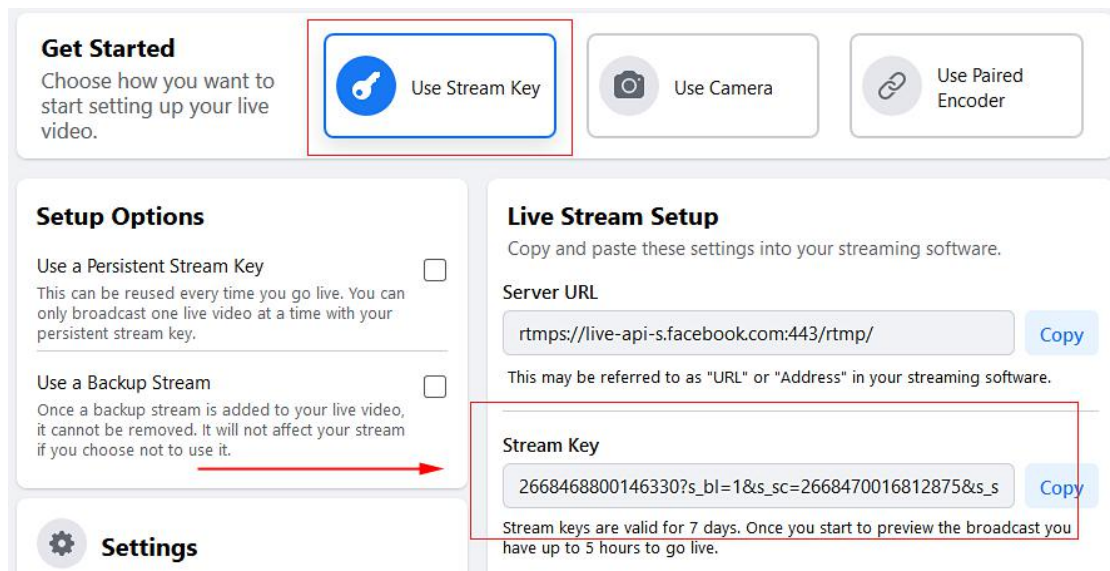 Get Started
Choose how you want to
start setting up your live
video.
Use Stream Key
Use Camera
Use Paired
Encoder
Setup Options
Use a Persistent Stream Key
This can be reused every time you go live. You can
only broadcast one live video at a time with your
persistent stream key.
Use a Backup Stream
Once a backup stream is added to your live video,
it cannot be removed. It will not affect your stream
if you choose not to use it.
Settings
Live Stream Setup
Copy and paste these settings into your streaming software.
Server URL
rtmps://live-api-s.facebook.com:443/rtmp/
Copy
This may be referred to as "URL" or "Address" in your streaming software.
Stream Key
2668468800146330?s_bl=1&s_sc=266847001681287​5&s_s
Copy
Stream keys are valid for 7 days. Once you start to preview the broadcast you
have up to 5 hours to go live.